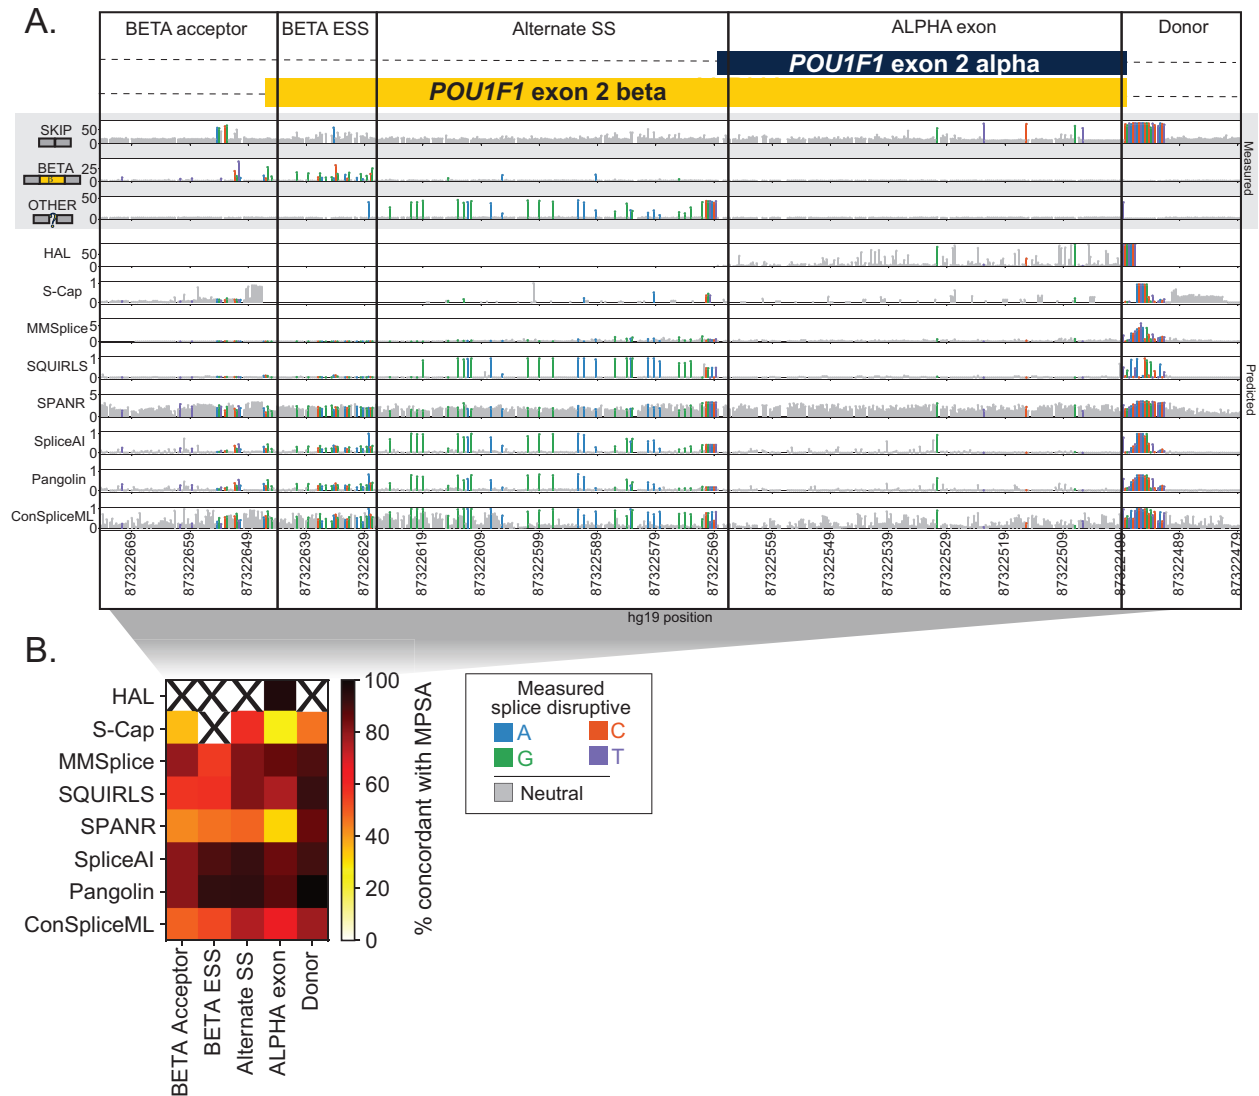 A.
BETA acceptor BETA ESS Alternate SS ALPHA exon Donor
POU1F1 exon 2 alpha
POU1F1 exon 2 beta
SKIP 50 0
BETA 25 0
β
OTHER 50 0
?
Measured
HAL 50 0
S-Cap 1 0
MMSplice 5 0
SQUIRLS 1 0
SPANR 5 0
SpliceAI 1 0
Pangolin 1 0
ConSpliceML 1 0
Predicted
87322669 87322659 87322649 87322639 87322629 87322619 87322609 87322599 87322589 87322579 87322569 87322559 87322549 87322539 87322529 87322519 87322509 87322499 87322489 87322479
hg19 position
B.
HAL
S-Cap
MMSplice
SQUIRLS
SPANR
SpliceAI
Pangolin
ConSpliceML
BETA Acceptor
BETA ESS
Alternate SS
ALPHA exon
Donor
100
80
60
40
20
0
% concordant with MPSA
Measured
splice disruptive
A C
G T
Neutral